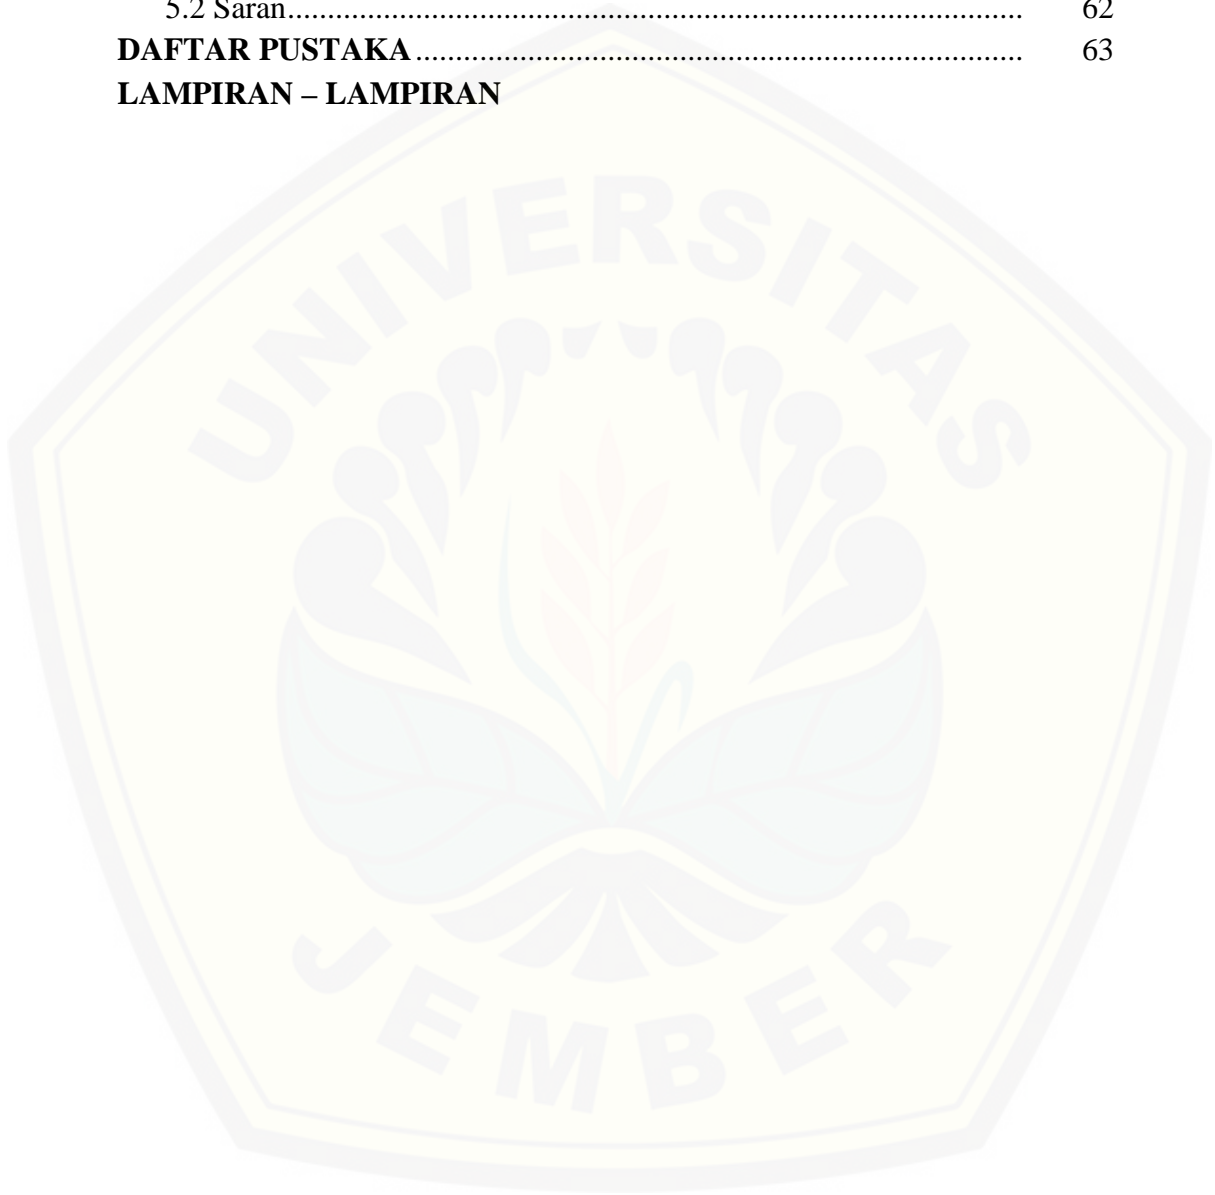 5.2 Saran............................................................................................ 62
DAFTAR PUSTAKA............................................................................ 63
LAMPIRAN – LAMPIRAN
UNIVERSITAS
JEMBER